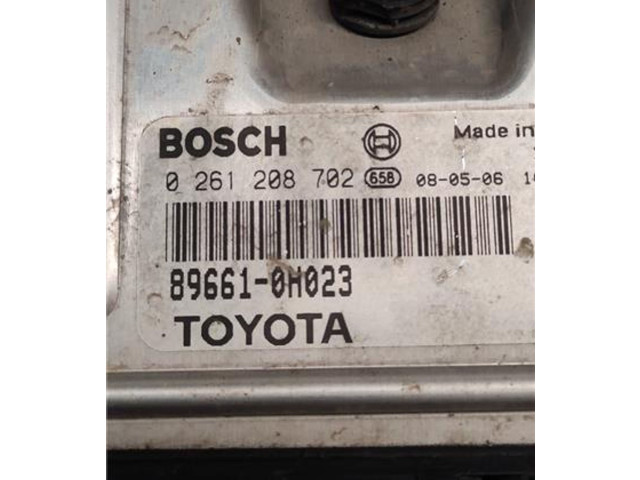 BOSCH Made in
0 261 208 702 658 08-05-06
89661-0H023
TOYOTA